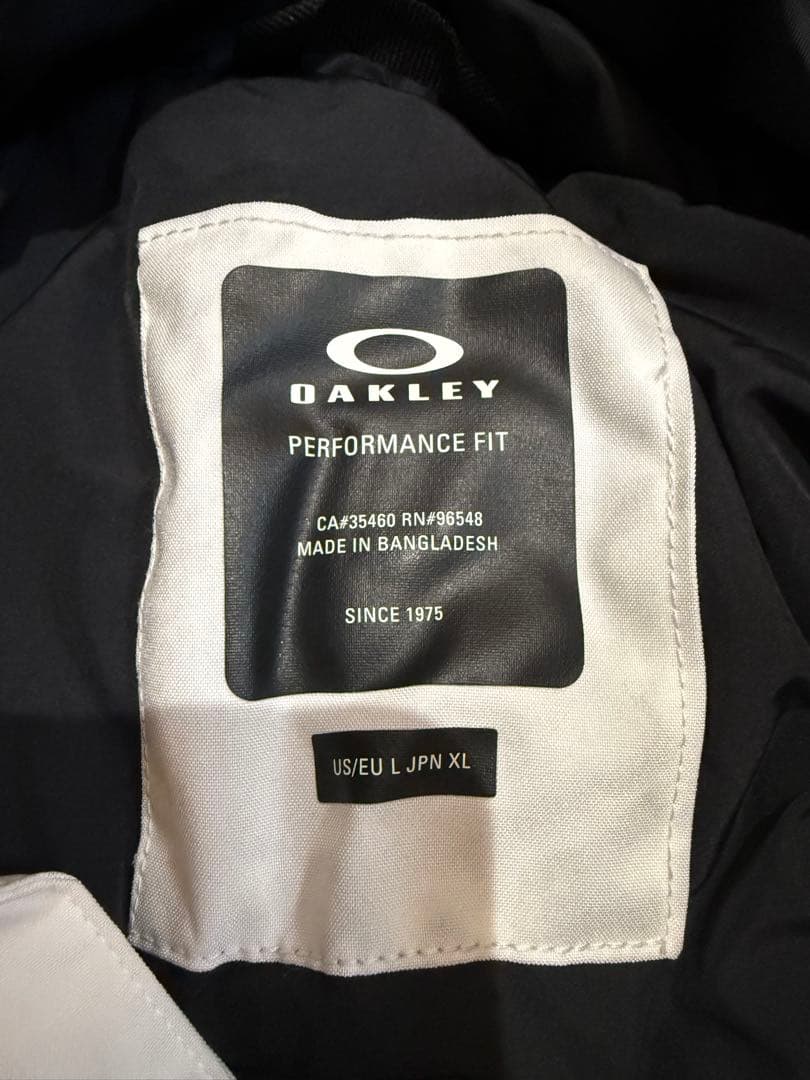 OAKLEY
PERFORMANCE FIT
CA#35460 RN#96548
MADE IN BANGLADESH
SINCE 1975
US/EU L JPN XL